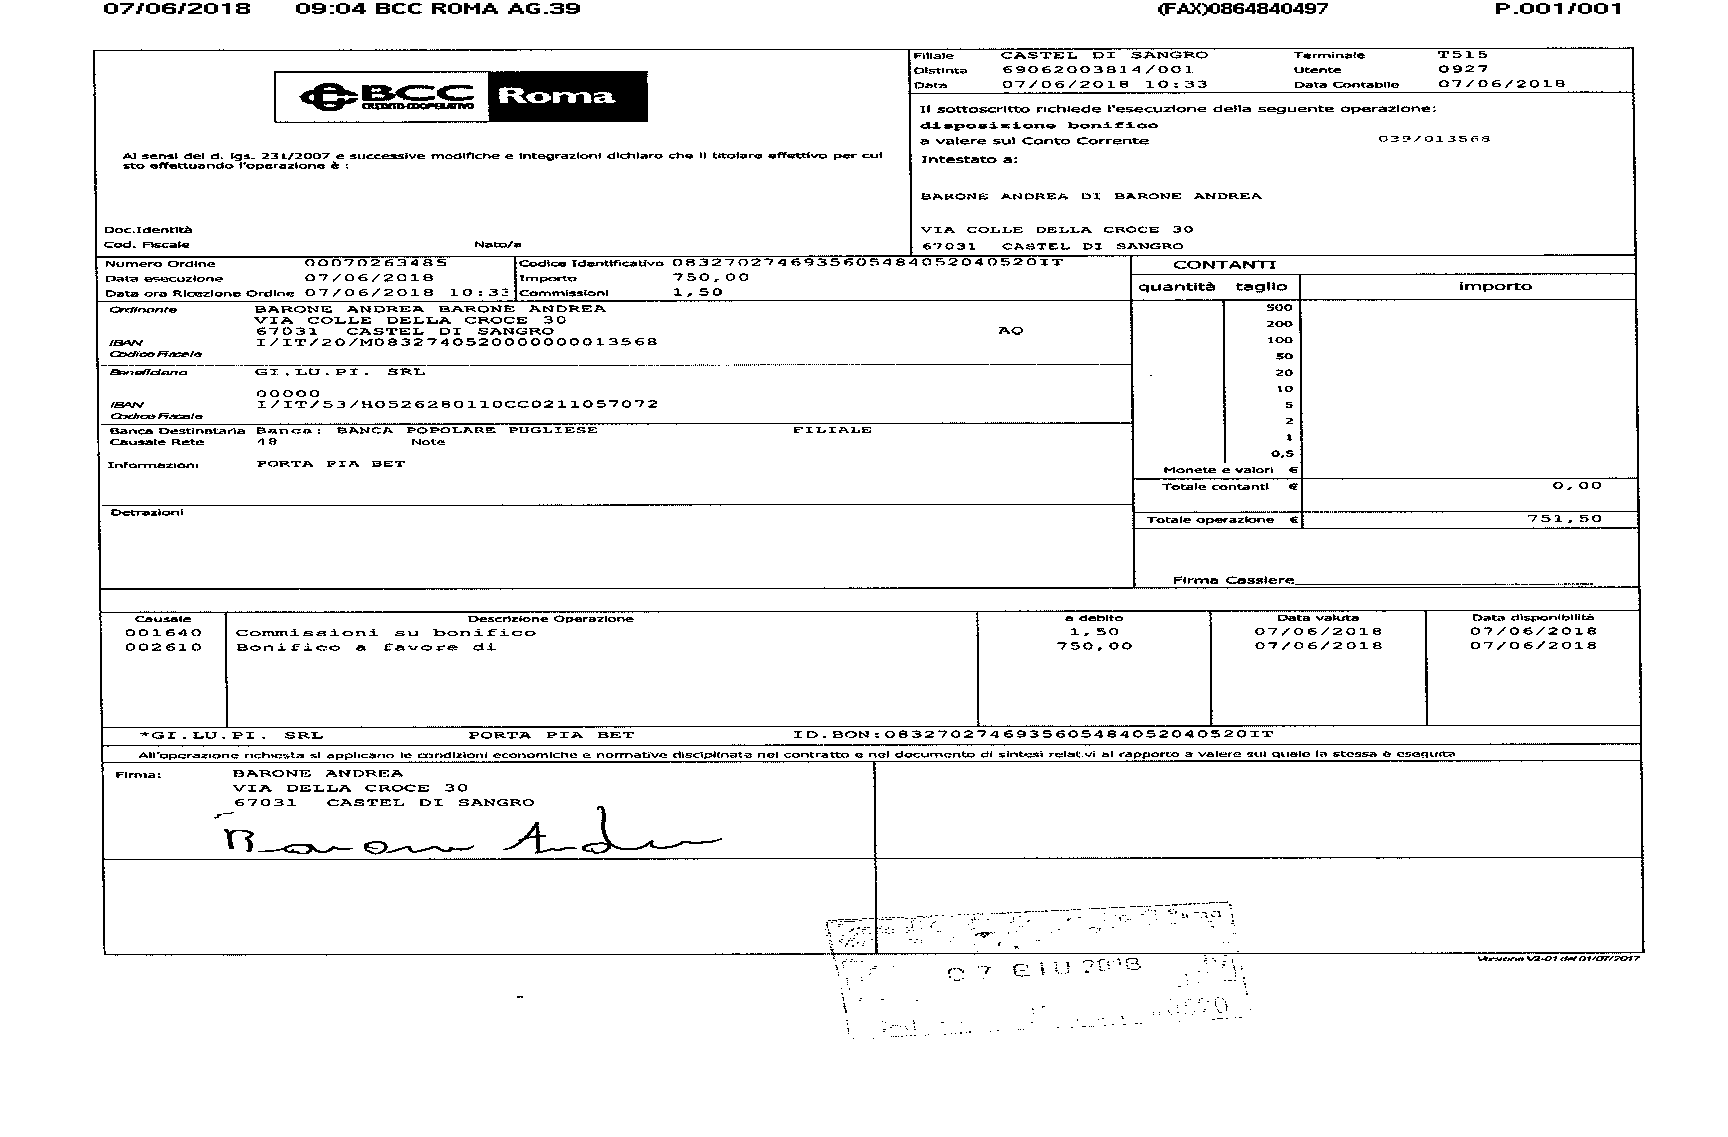 07/06/2018 09:04 BCC ROMA AG.39 (FAX)0864840497 P.001/001
BCC Roma
CREDITO COOPERATIVO
Filiale CASTEL DI SANGRO Terminale T515
Distinta 69062003814/001 Utente 0927
Data 07/06/2018 10:33 Data Contabile 07/06/2018
Il sottoscritto richiede l'esecuzione della seguente operazione:
disposizione bonifico
a valere sul Conto Corrente 039/013568
Intestato a:
BARONE ANDREA DI BARONE ANDREA
VIA COLLE DELLA CROCE 30
67031 CASTEL DI SANGRO
Ai sensi del d. lgs. 231/2007 e successive modifiche e integrazioni dichiaro che il titolare effettivo per cui
sto effettuando l'operazione è :
Doc.Identità
Cod. Fiscale Nato/a
Numero Ordine 00070263485 Codice Identificativo 0832702746935605484052040520IT
Data esecuzione 07/06/2018 Importo 750,00
Data ora Ricezione Ordine 07/06/2018 10:33 Commissioni 1,50
Ordinante BARONE ANDREA BARONE ANDREA
VIA COLLE DELLA CROCE 30
67031 CASTEL DI SANGRO AQ
IBAN I/IT/20/M0832740520000000013568
Codice Fiscale
Beneficiario GI.LU.PI. SRL
00000
IBAN I/IT/53/H0526280110CC0211057072
Codice Fiscale
Banca Destinataria Banca: BANCA POPOLARE PUGLIESE FILIALE
Causale Rete 48 Note
Informazioni PORTA PIA BET
Detrazioni
CONTANTI
quantità taglio importo
500
200
100
50
20
10
5
2
1
0,5
Monete e valori €
Totale contanti € 0,00
Totale operazione € 751,50
Firma Cassiere
Causale Descrizione Operazione a debito Data valuta Data disponibilità
001640 Commissioni su bonifico 1,50 07/06/2018 07/06/2018
002610 Bonifico a favore di 750,00 07/06/2018 07/06/2018
*GI.LU.PI. SRL PORTA PIA BET ID.BON:0832702746935605484052040520IT
All'operazione richiesta si applicano le condizioni economiche e normative disciplinata nel contratto e nel documento di sintesi relat.vi al rapporto a valere sul quale la stessa è eseguita
Firma: BARONE ANDREA
VIA DELLA CROCE 30
67031 CASTEL DI SANGRO
Barone Andrea
Versione V2-01 del 01/07/2017
07 GIU 2018